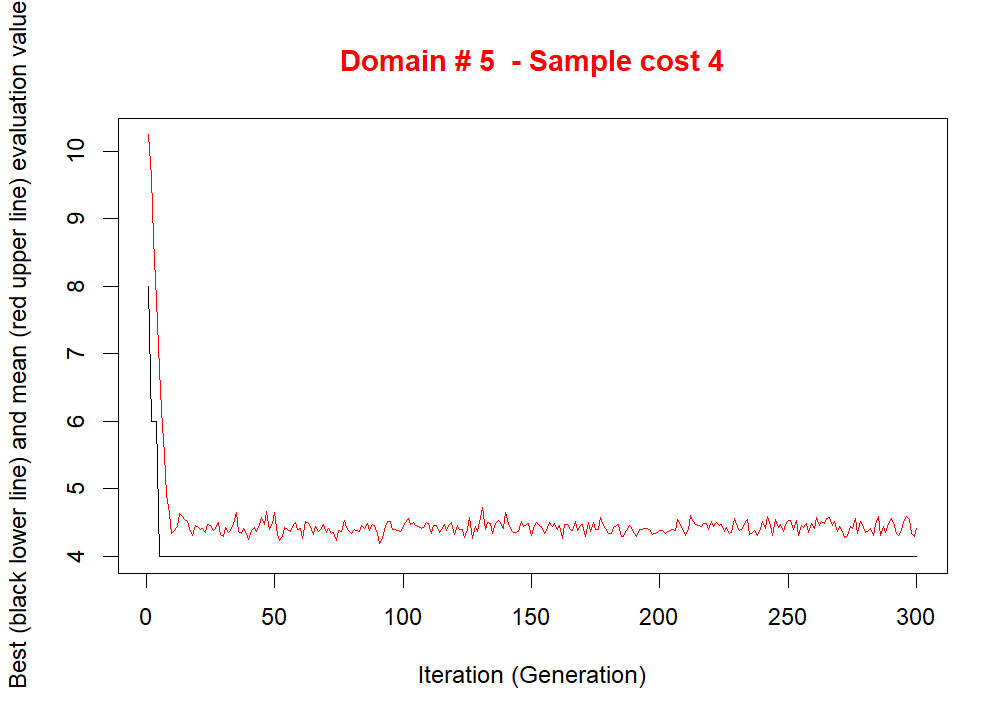 Domain # 5  - Sample cost 4
Best (black lower line) and mean (red upper line) evaluation value
10
9
8
7
6
5
4
0 50 100 150 200 250 300
Iteration (Generation)